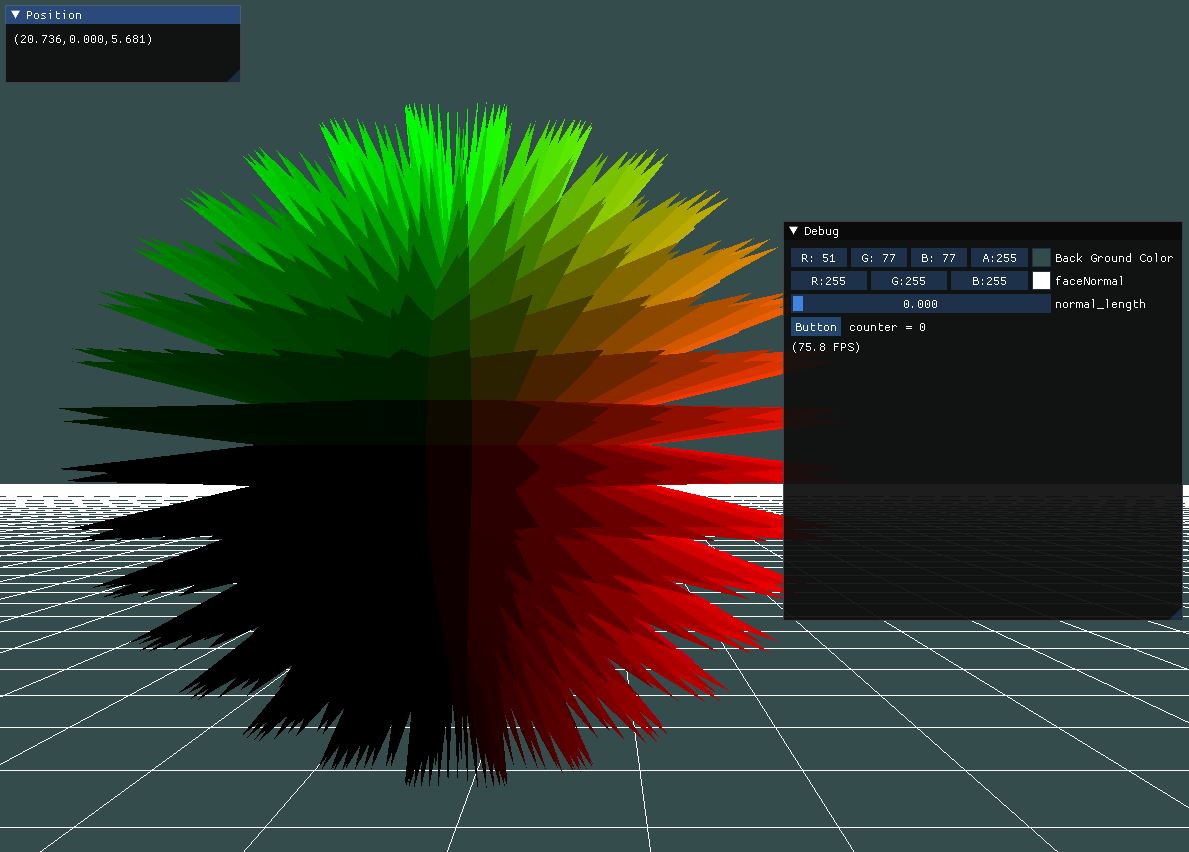 Position
(20.736,0.000,5.681)
Debug
R: 51 G: 77 B: 77 A:255 Back Ground Color
R:255 G:255 B:255 faceNormal
0.000 normal_length
Button counter = 0
(75.8 FPS)